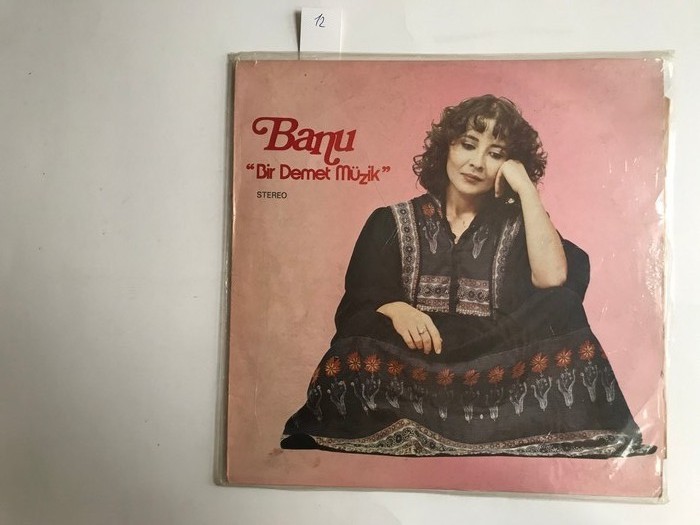 12
Banu
“Bir Demet Müzik”
STEREO